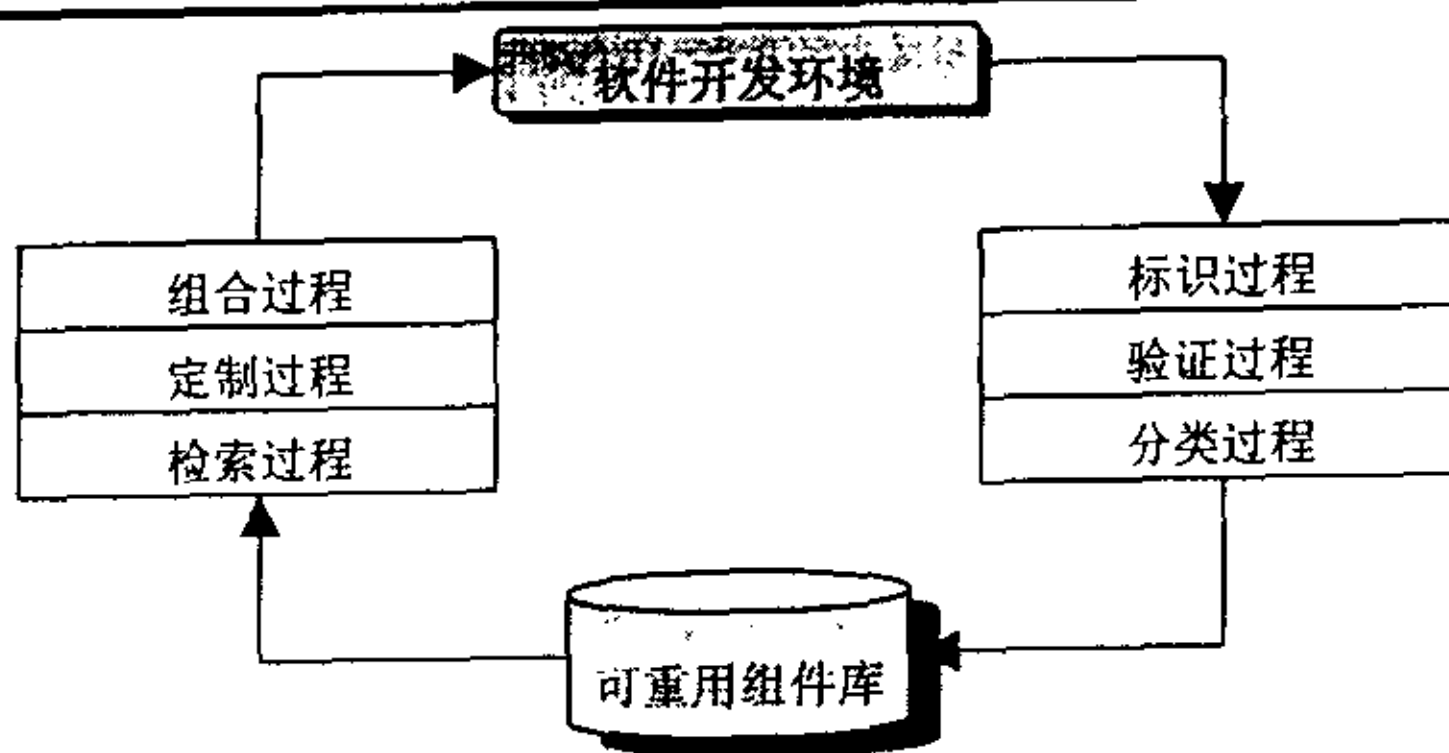 软件开发环境
组合过程
定制过程
检索过程
标识过程
验证过程
分类过程
可重用组件库